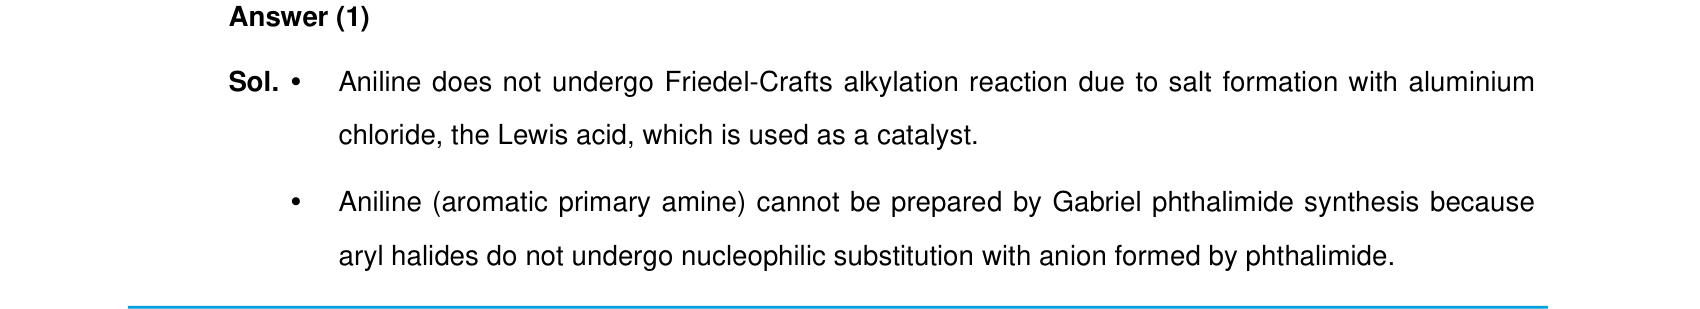 Answer (1)
Sol. • Aniline does not undergo Friedel-Crafts alkylation reaction due to salt formation with aluminium
chloride, the Lewis acid, which is used as a catalyst.
• Aniline (aromatic primary amine) cannot be prepared by Gabriel phthalimide synthesis because
aryl halides do not undergo nucleophilic substitution with anion formed by phthalimide.